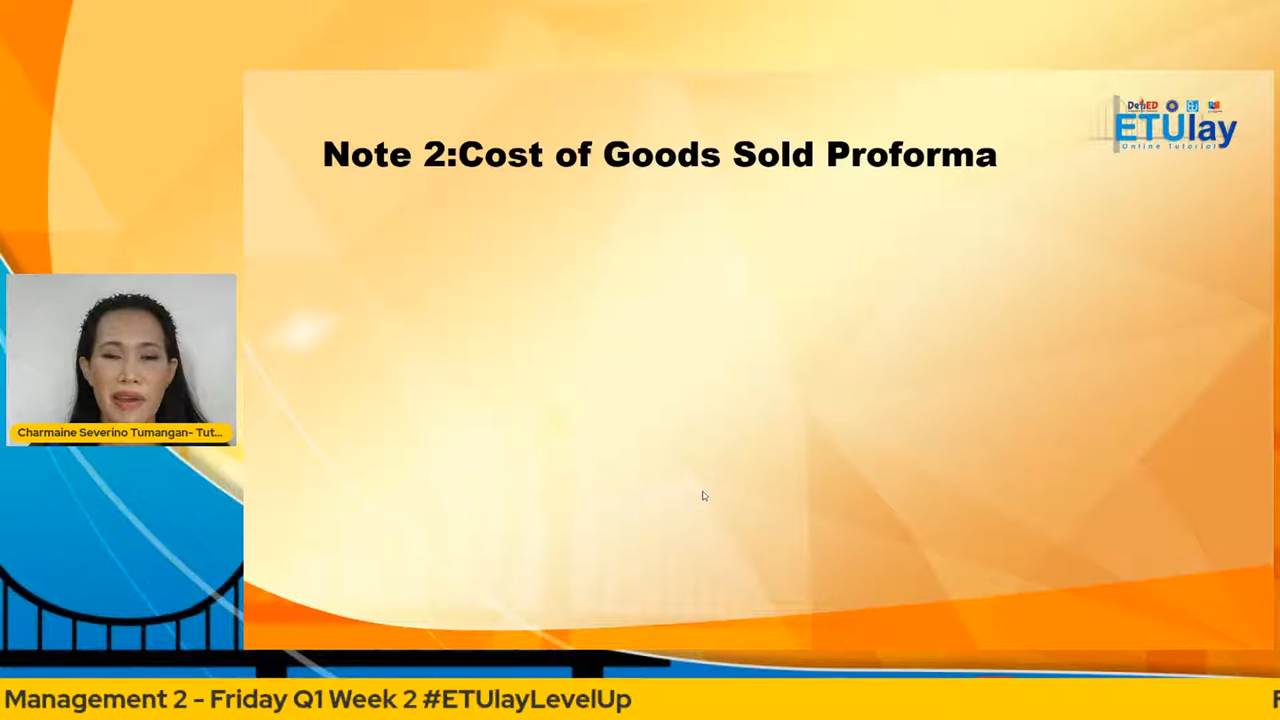 DepED
ETUlay
Online Tutorial
Note 2:Cost of Goods Sold Proforma
Charmaine Severino Tumangan- Tut...
Management 2 - Friday Q1 Week 2 #ETUlayLevelUp
F